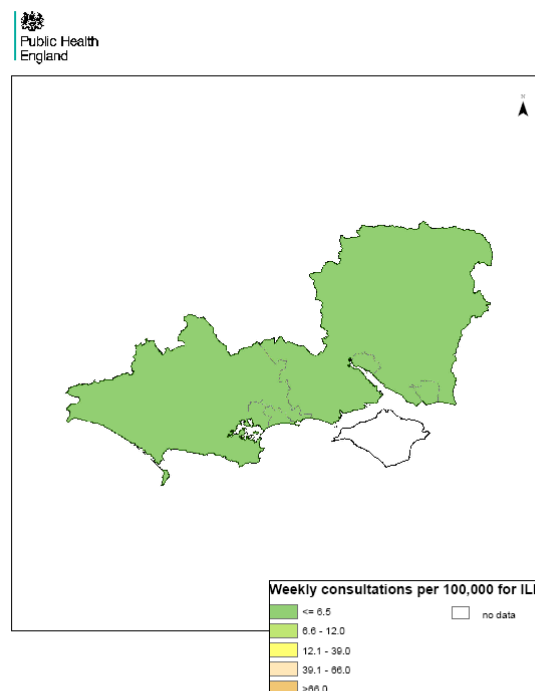 Public Health
England
N
Weekly consultations per 100,000 for ILI
<= 6.5
no data
6.6 - 12.0
12.1 - 39.0
39.1 - 66.0
>66.0